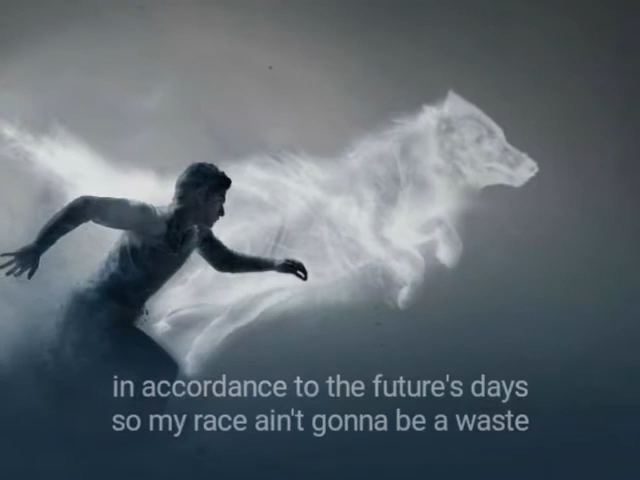 in accordance to the future's days
so my race ain't gonna be a waste